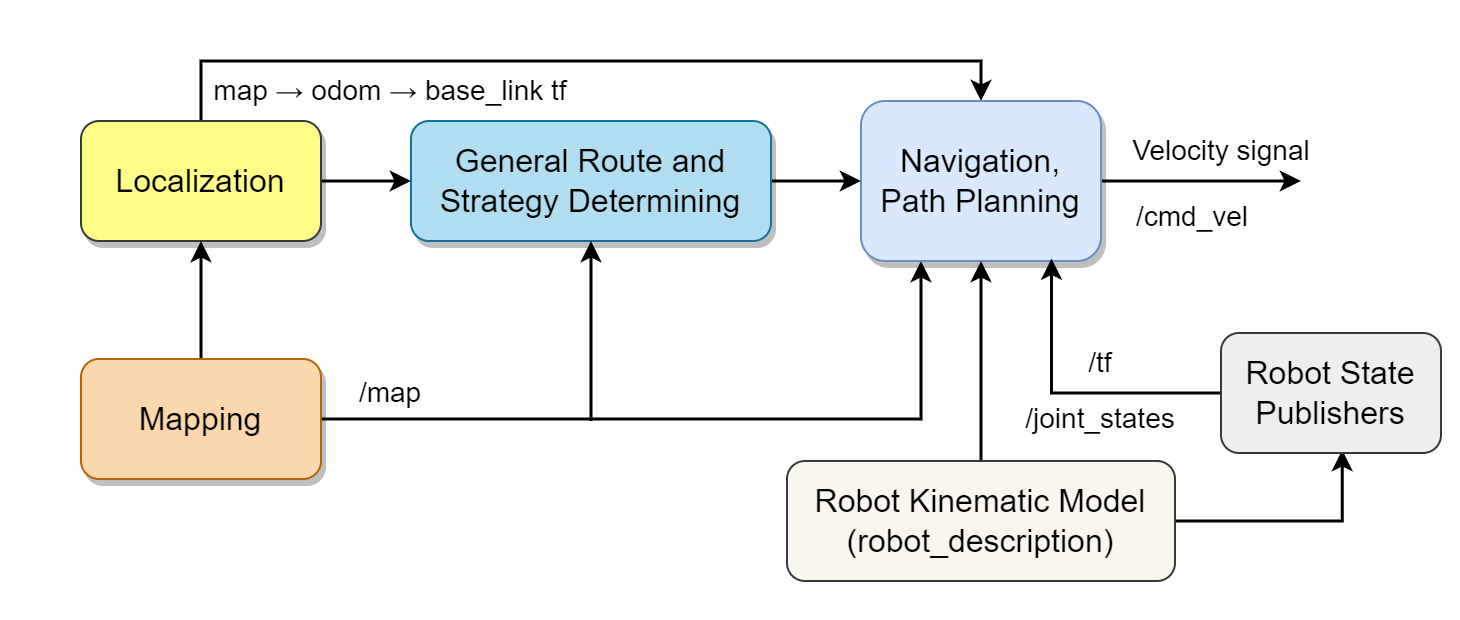 map → odom → base_link tf
Localization
General Route and
Strategy Determining
Navigation,
Path Planning
Velocity signal
/cmd_vel
Mapping
/map
/tf
/joint_states
Robot State
Publishers
Robot Kinematic Model
(robot_description)